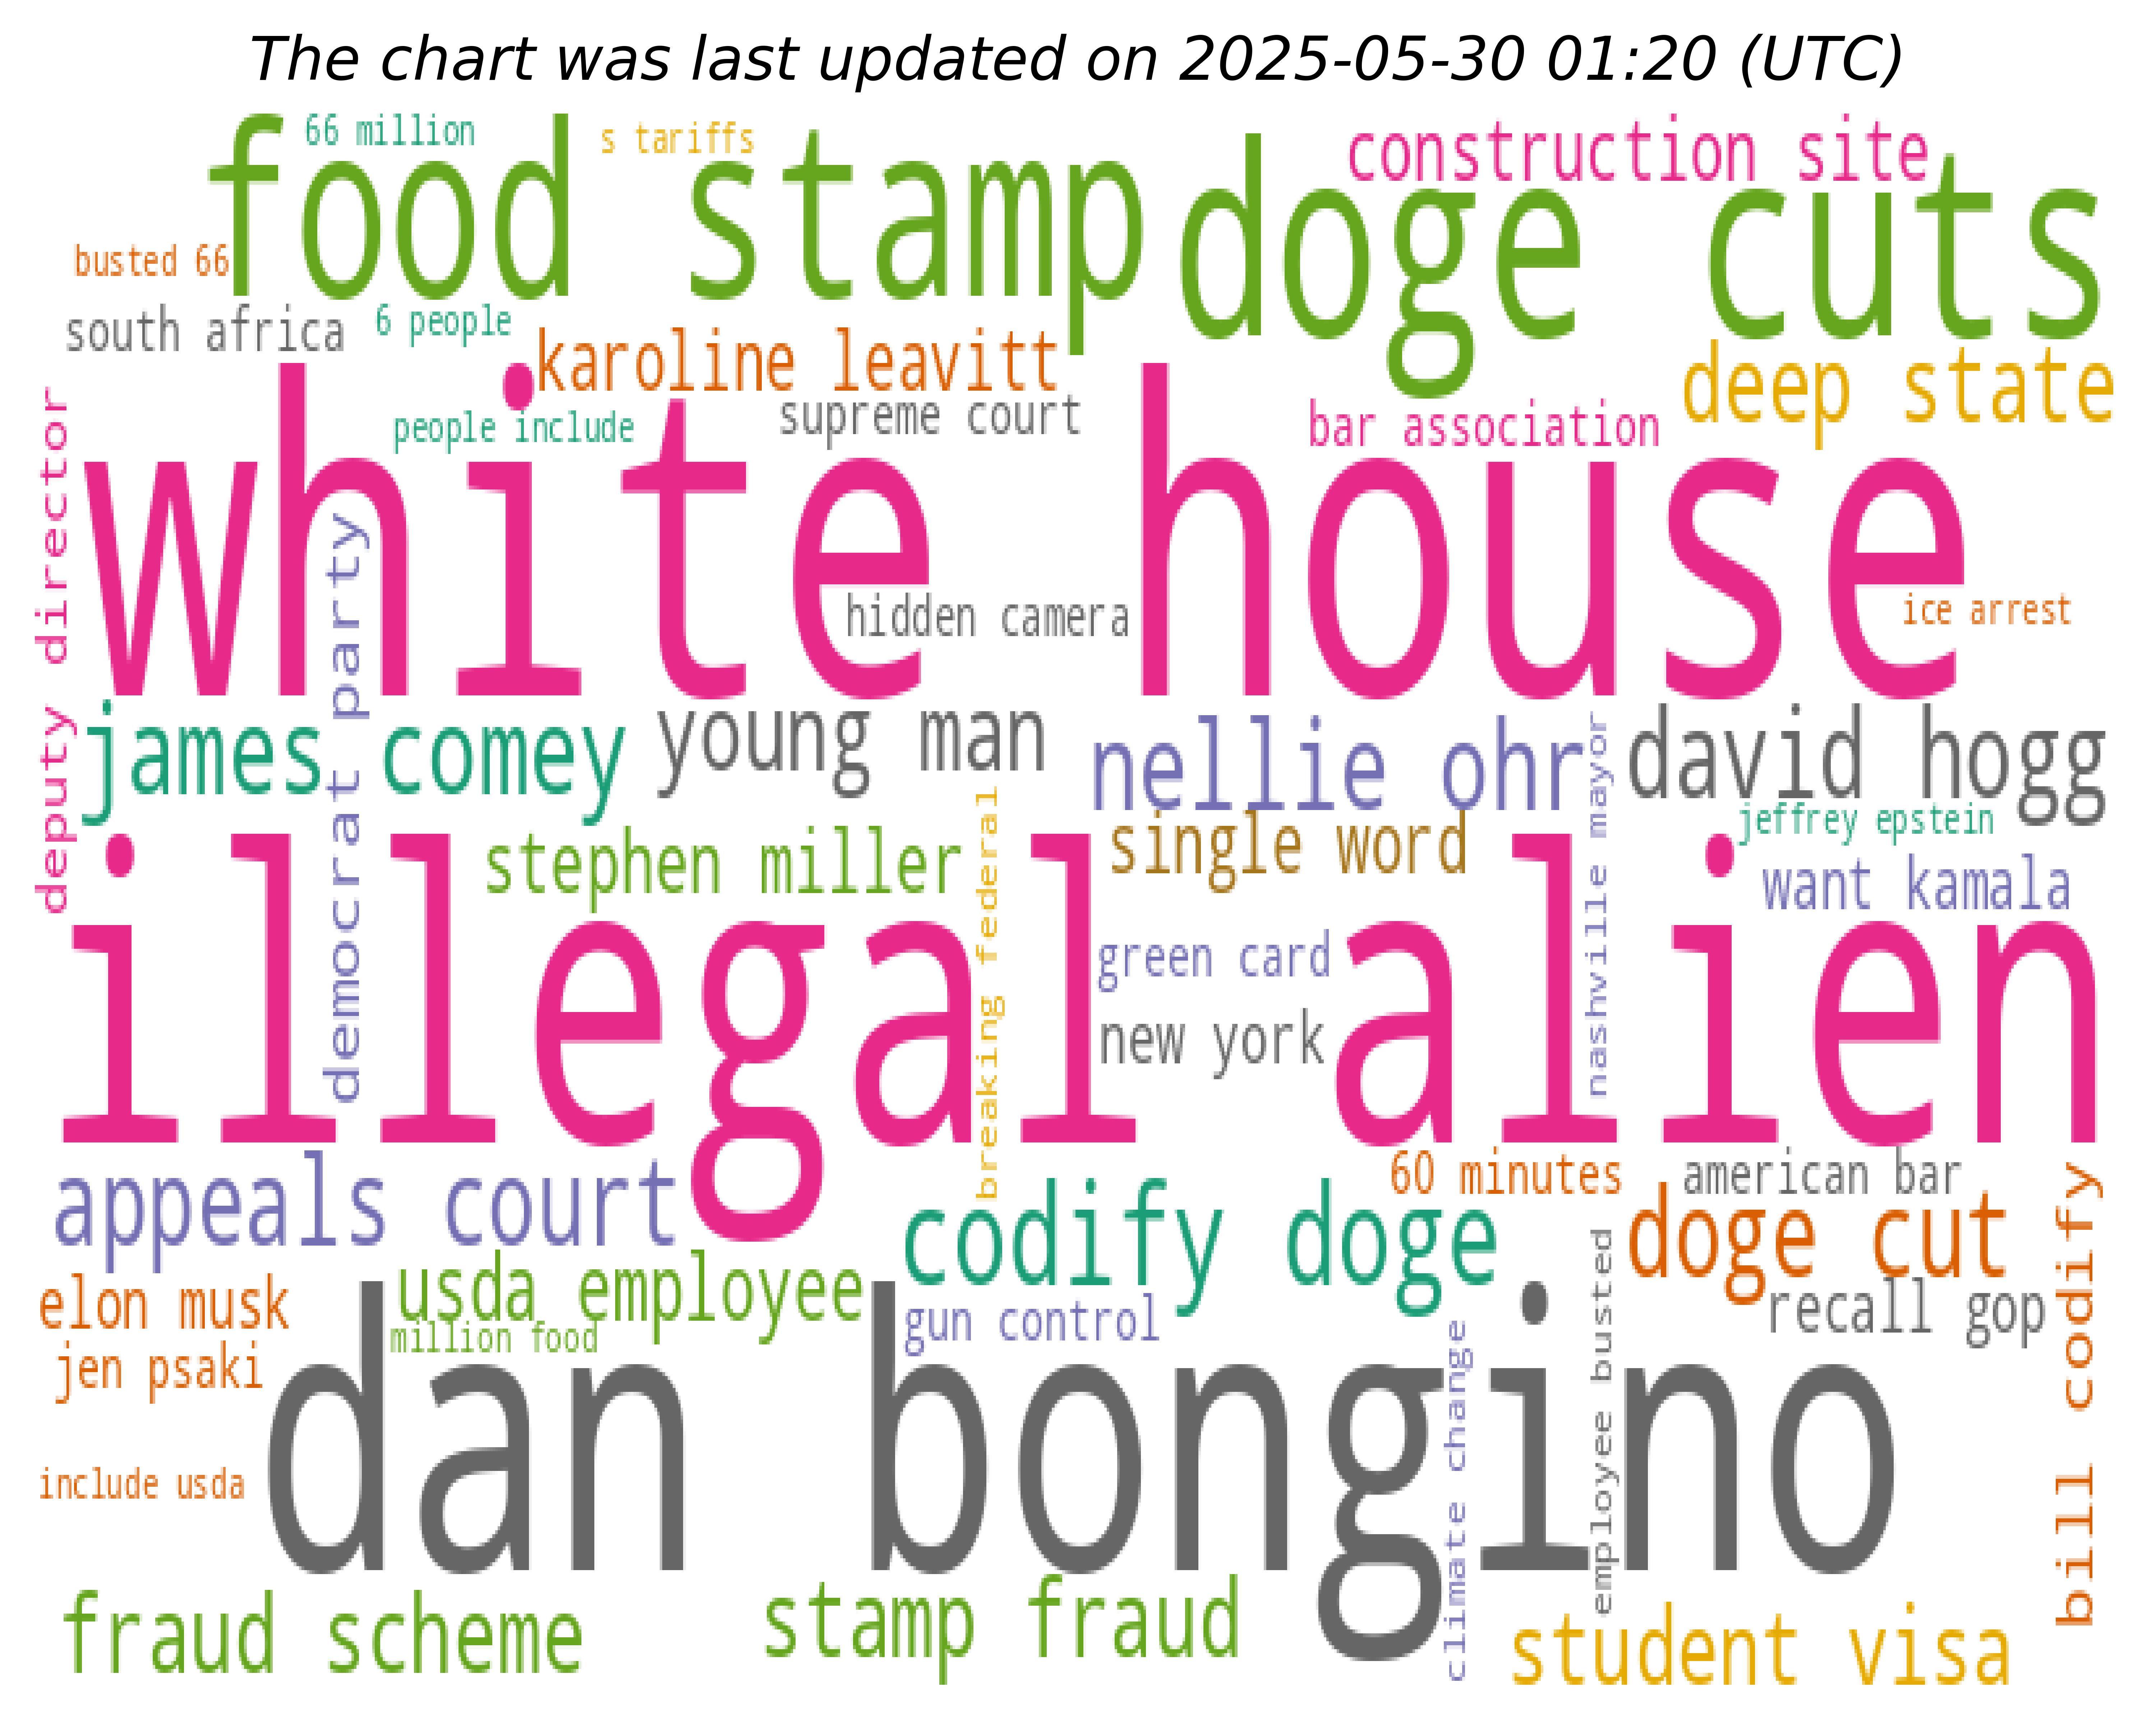 The chart was last updated on 2025-05-30 01:20 (UTC)
66 million
s tariffs
construction site
food stamp
doge cuts
busted 66
south africa
6 people
karoline leavitt
deep state
people include
supreme court
bar association
deputy director
white house
democrat party
hidden camera
ice arrest
james comey
young man
nellie ohr
nashville mayor
david hogg
jeffrey epstein
stephen miller
breaking federal
single word
want kamala
illegal alien
green card
new york
appeals court
60 minutes
american bar
codify doge
doge cut
bill codify
elon musk
usda employee
gun control
employee busted
recall gop
million food
jen psaki
climate change
dan bongino
include usda
fraud scheme
stamp fraud
student visa